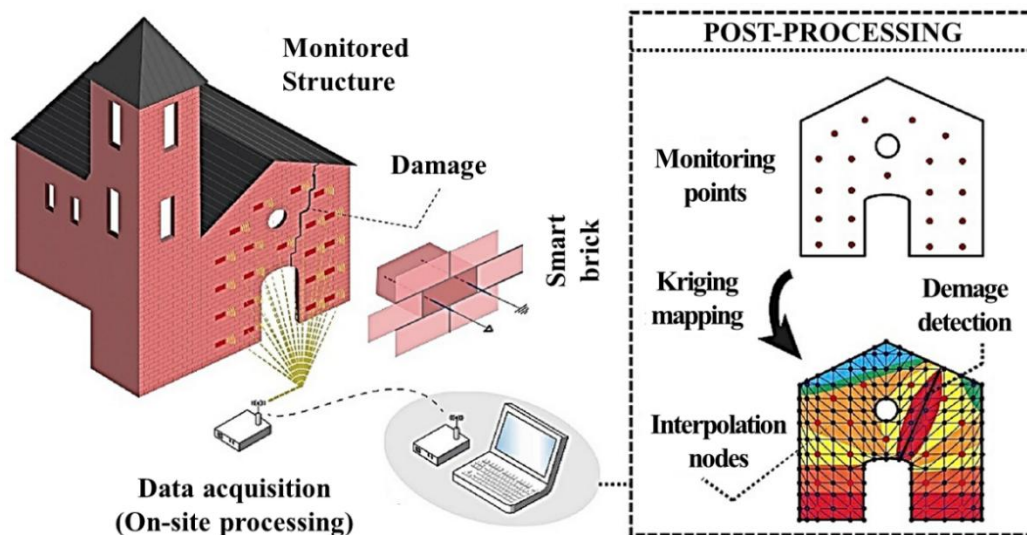 Monitored
Structure
Damage
Smart
brick
Data acquisition
(On-site processing)
POST-PROCESSING
Monitoring
points
Kriging
mapping
Demage
detection
Interpolation
nodes